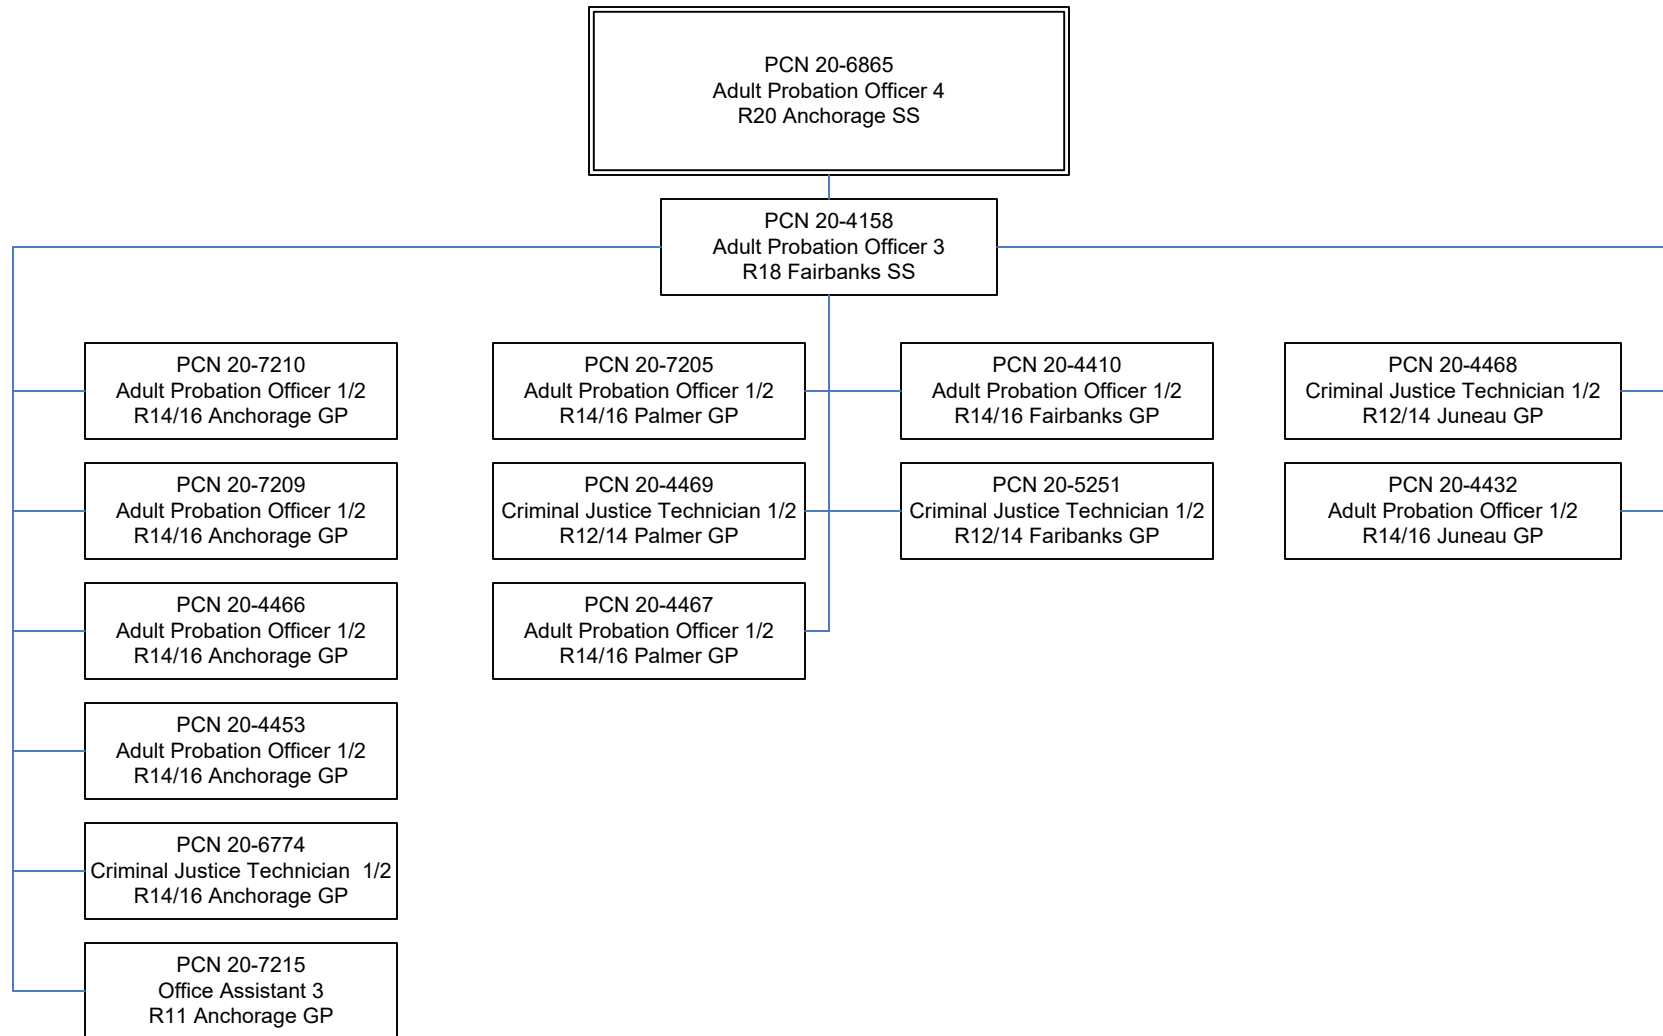 PCN 20-6865
Adult Probation Officer 4
R20 Anchorage SS
PCN 20-4158
Adult Probation Officer 3
R18 Fairbanks SS
PCN 20-7210
Adult Probation Officer 1/2
R14/16 Anchorage GP
PCN 20-7205
Adult Probation Officer 1/2
R14/16 Palmer GP
PCN 20-4410
Adult Probation Officer 1/2
R14/16 Fairbanks GP
PCN 20-4468
Criminal Justice Technician 1/2
R12/14 Juneau GP
PCN 20-7209
Adult Probation Officer 1/2
R14/16 Anchorage GP
PCN 20-4469
Criminal Justice Technician 1/2
R12/14 Palmer GP
PCN 20-5251
Criminal Justice Technician 1/2
R12/14 Faribanks GP
PCN 20-4432
Adult Probation Officer 1/2
R14/16 Juneau GP
PCN 20-4466
Adult Probation Officer 1/2
R14/16 Anchorage GP
PCN 20-4467
Adult Probation Officer 1/2
R14/16 Palmer GP
PCN 20-4453
Adult Probation Officer 1/2
R14/16 Anchorage GP
PCN 20-6774
Criminal Justice Technician  1/2
R14/16 Anchorage GP
PCN 20-7215
Office Assistant 3
R11 Anchorage GP